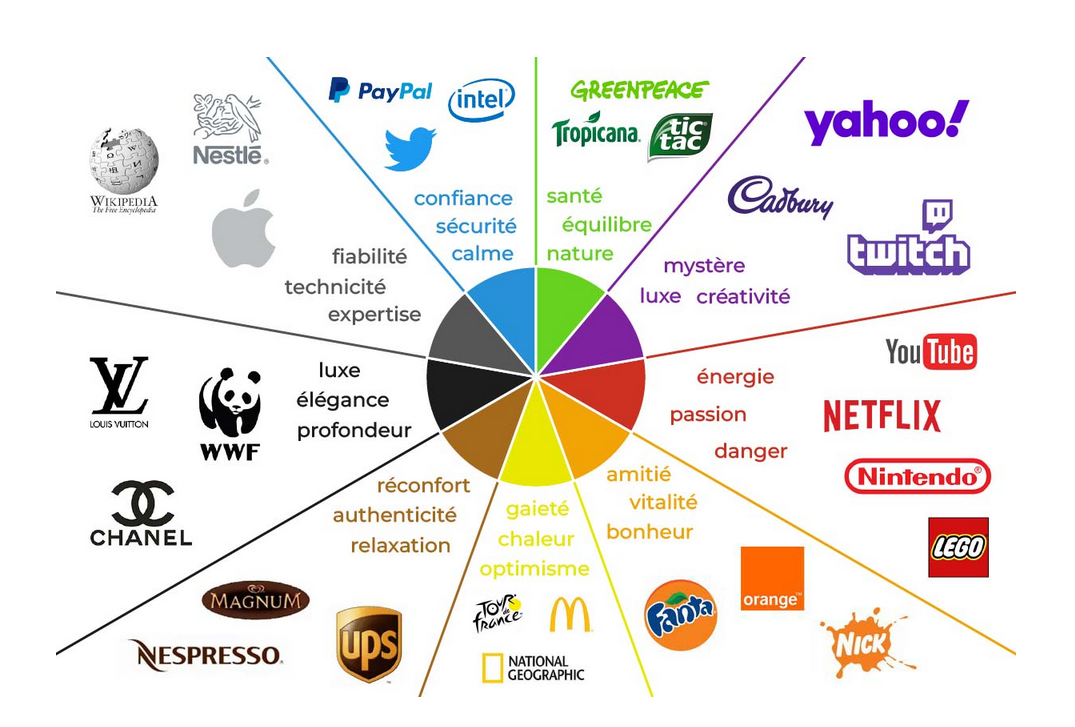 PayPal
intel
confiance
sécurité
calme
GREENPEACE
Tropicana
tic
tac
santé
équilibre
nature
yahoo!
Cadbury
twitch
mystère
luxe créativité
YouTube
NETFLIX
Nintendo
LEGO
énergie
passion
danger
amitié
vitalité
bonheur
orange
Fanta
NICK
gaieté
chaleur
optimisme
TOUR
de
france
NATIONAL
GEOGRAPHIC
réconfort
authenticité
relaxation
MAGNUM
NESPRESSO
ups
luxe
élégance
profondeur
LV
LOUIS VUITTON
WWF
CHANEL
fiabilité
technicité
expertise
Nestlé
WIKIPEDIA
The Free Encyclopedia